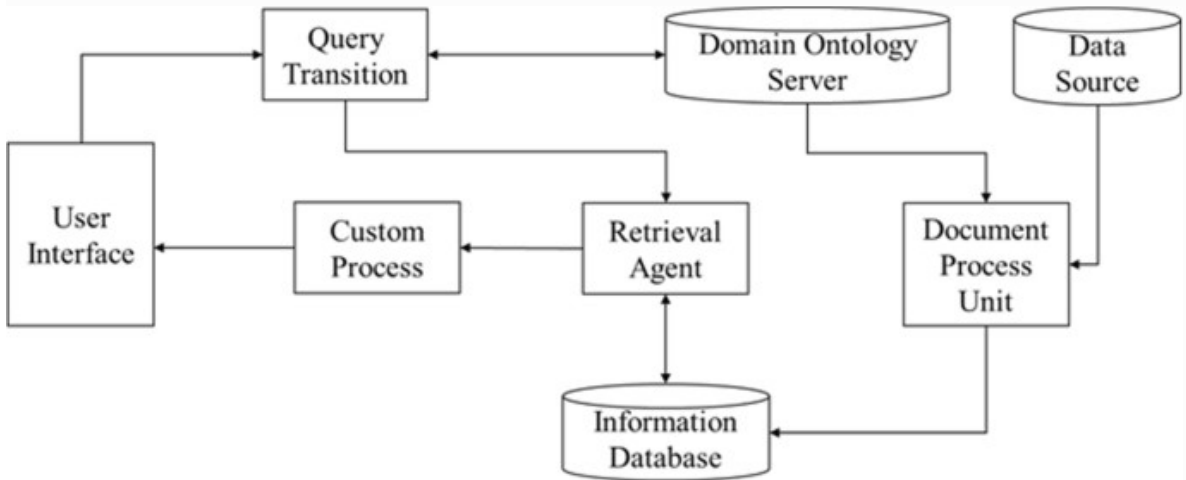 Query
Transition
Domain Ontology
Server
Data
Source
User
Interface
Custom
Process
Retrieval
Agent
Document
Process
Unit
Information
Database